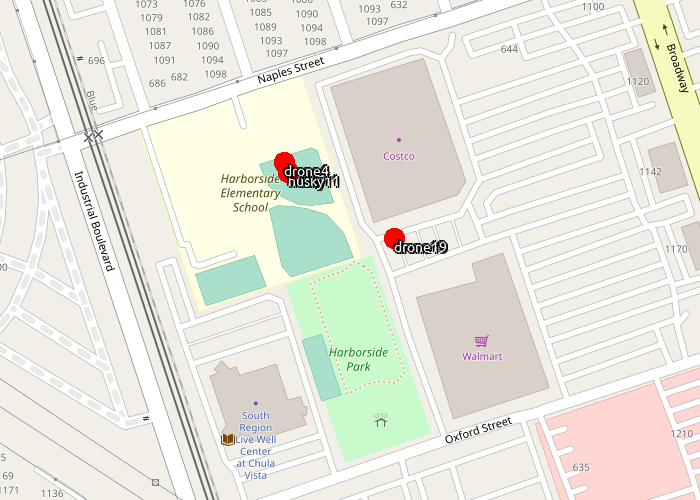 1073
1079
1081
1087
1091
1076
1082
1086
1090
1094
1098
696
686
682
1085
1089
1093
1097
1090
1094
1098
1093
1097
632
1100
644
Naples Street
Broadway
1120
1142
1170
Blue
Costco
drone4
husky11
Harborside
Elementary
School
drone19
Industrial Boulevard
00
Walmart
Harborside
Park
South
Region
Live Well
Center
at Chula
Vista
Oxford Street
635
1210
169
1171
1136